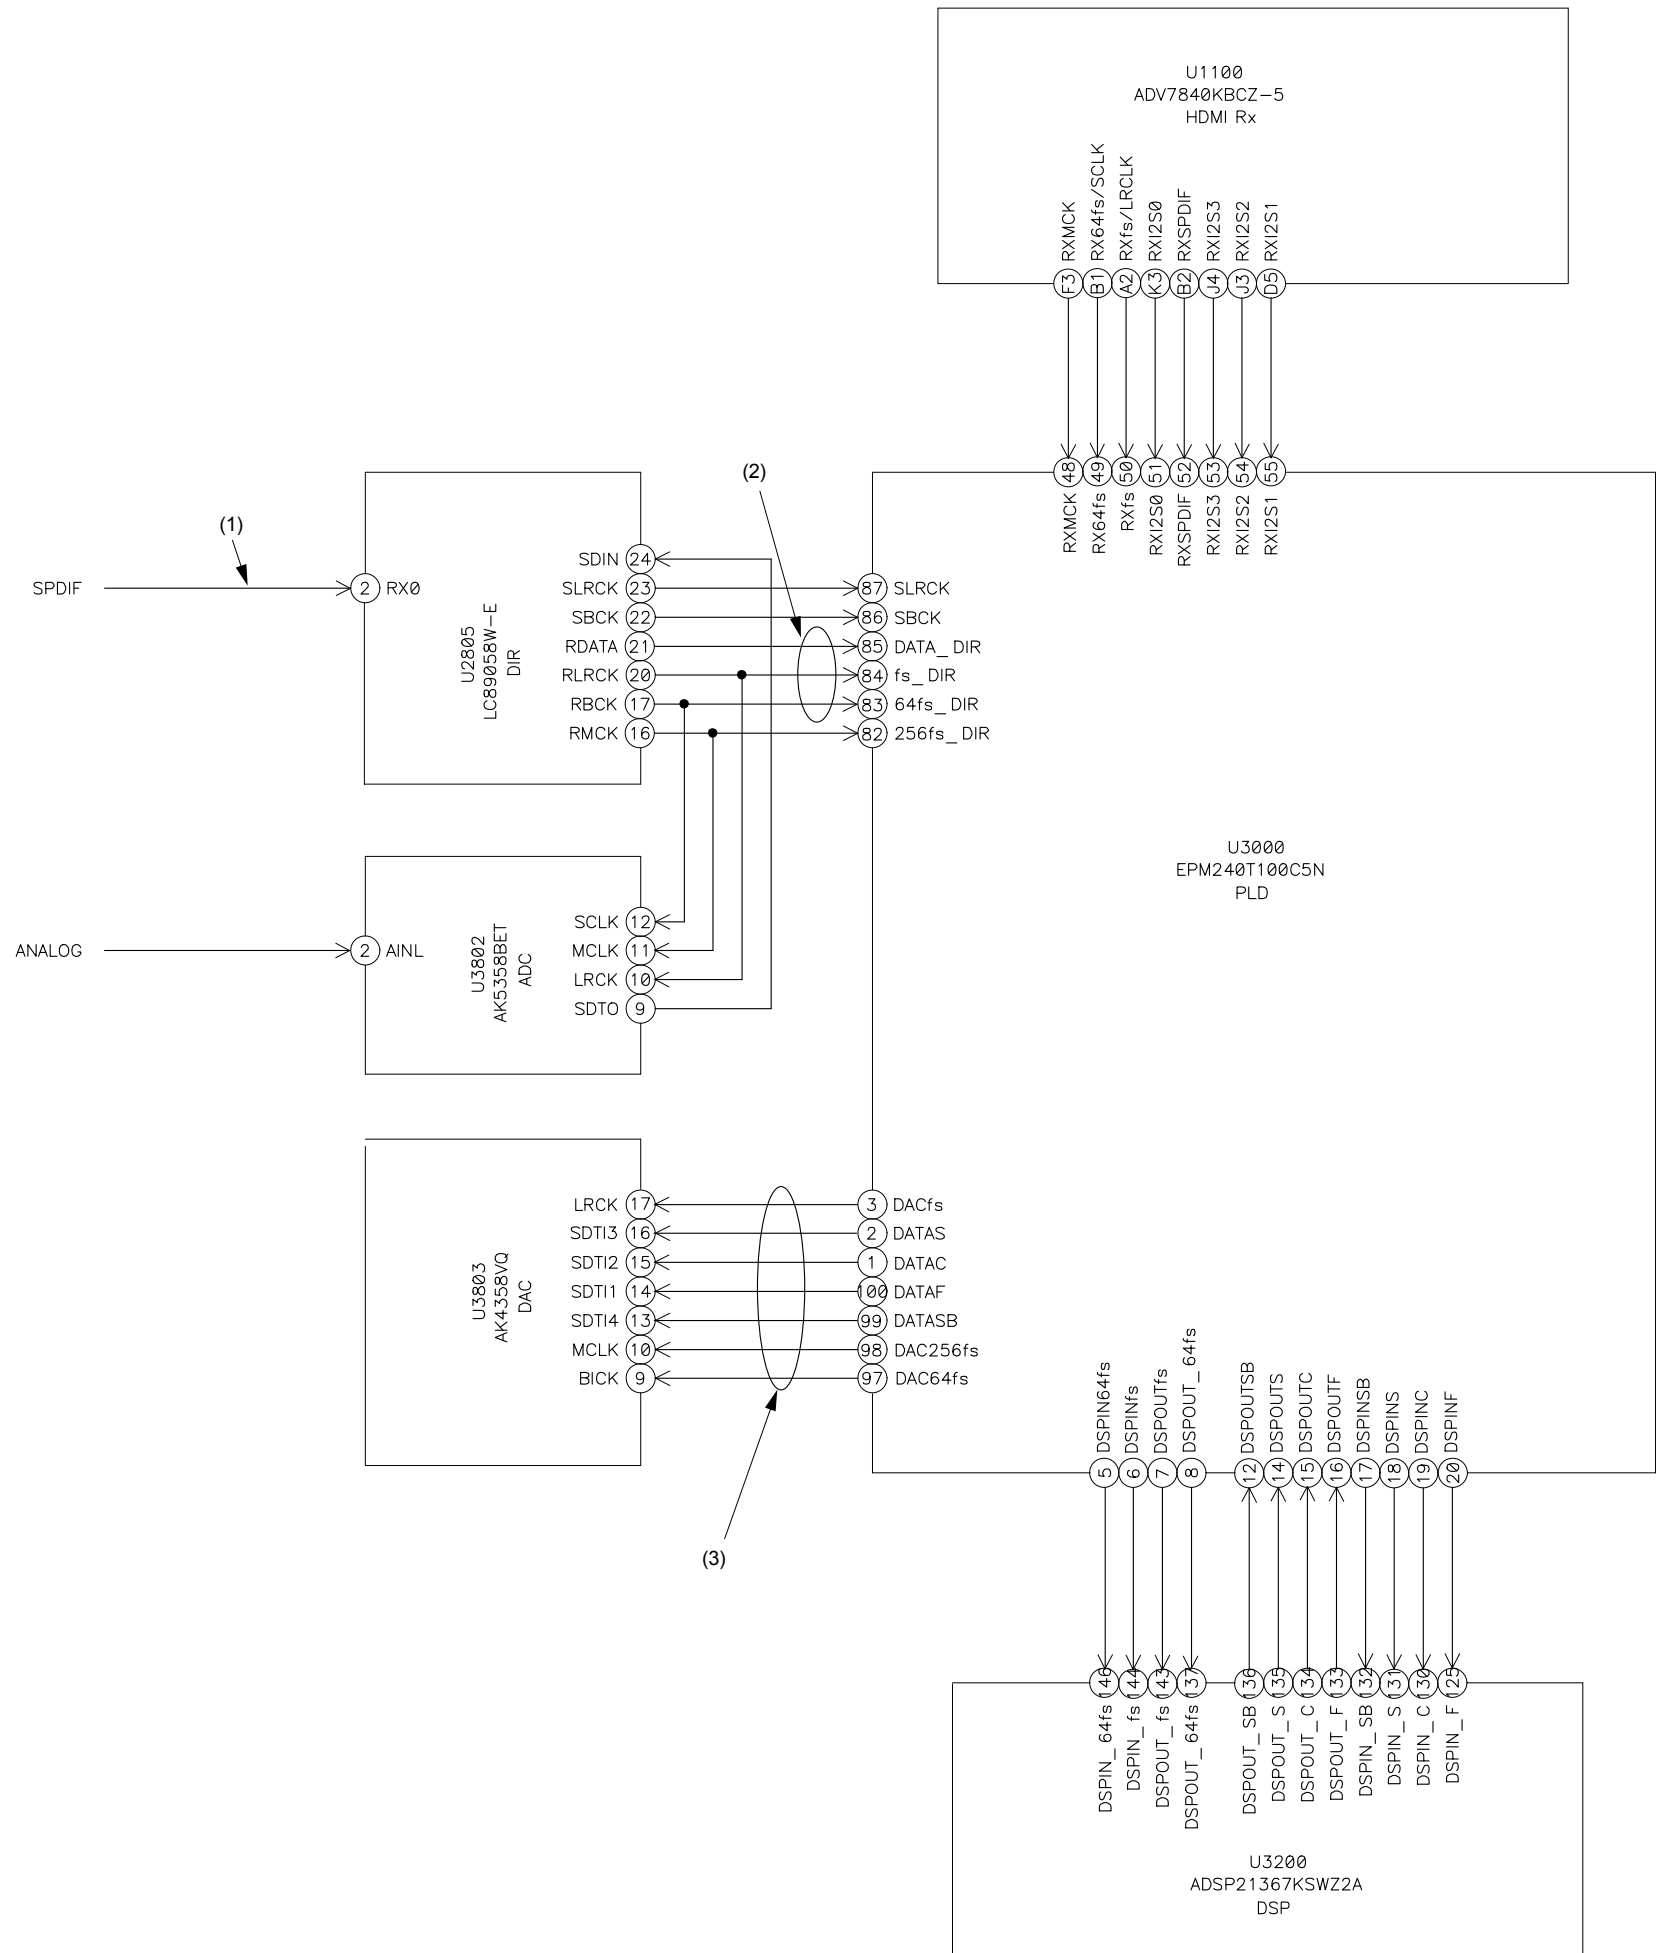 U1100
ADV7840KBCZ-5
HDMI Rx
RXMCK
RX64fs/SCLK
RXfs/LRCLK
RXI2S0
RXSPDIF
RXI2S3
RXI2S2
RXI2S1
F3
B1
A2
K3
B2
J4
J3
D5
48
49
50
51
52
53
54
55
RXMCK
RX64fs
RXfs
RXI2S0
RXSPDIF
RXI2S3
RXI2S2
RXI2S1
(1)
(2)
SPDIF
2 RX0
U2805
LC89058W-E
DIR
SDIN 24
SLRCK 23
SBCK 22
RDATA 21
RLRCK 20
RBCK 17
RMCK 16
87 SLRCK
86 SBCK
85 DATA_DIR
84 fs_DIR
83 64fs_DIR
82 256fs_DIR
U3000
EPM240T100C5N
PLD
ANALOG
2 AINL
U3802
AK5358BET
ADC
SCLK 12
MCLK 11
LRCK 10
SDTO 9
U3803
AK4358VQ
DAC
LRCK 17
SDTI3 16
SDTI2 15
SDTI1 14
SDTI4 13
MCLK 10
BICK 9
3 DACfs
2 DATAS
1 DATAC
100 DATAF
99 DATASB
98 DAC256fs
97 DAC64fs
(3)
DSPIN64fs
DSPINfs
DSPOUTfs
DSPOUT_64fs
DSPOUTSB
DSPOUTS
DSPOUTC
DSPOUTF
DSPINSB
DSPINS
DSPINC
DSPINF
5
6
7
8
12
14
15
16
17
18
19
20
146
144
143
137
136
135
134
133
132
131
130
125
DSPIN_64fs
DSPIN_fs
DSPOUT_fs
DSPOUT_64fs
DSPOUT_SB
DSPOUT_S
DSPOUT_C
DSPOUT_F
DSPIN_SB
DSPIN_S
DSPIN_C
DSPIN_F
U3200
ADSP21367KSWZ2A
DSP